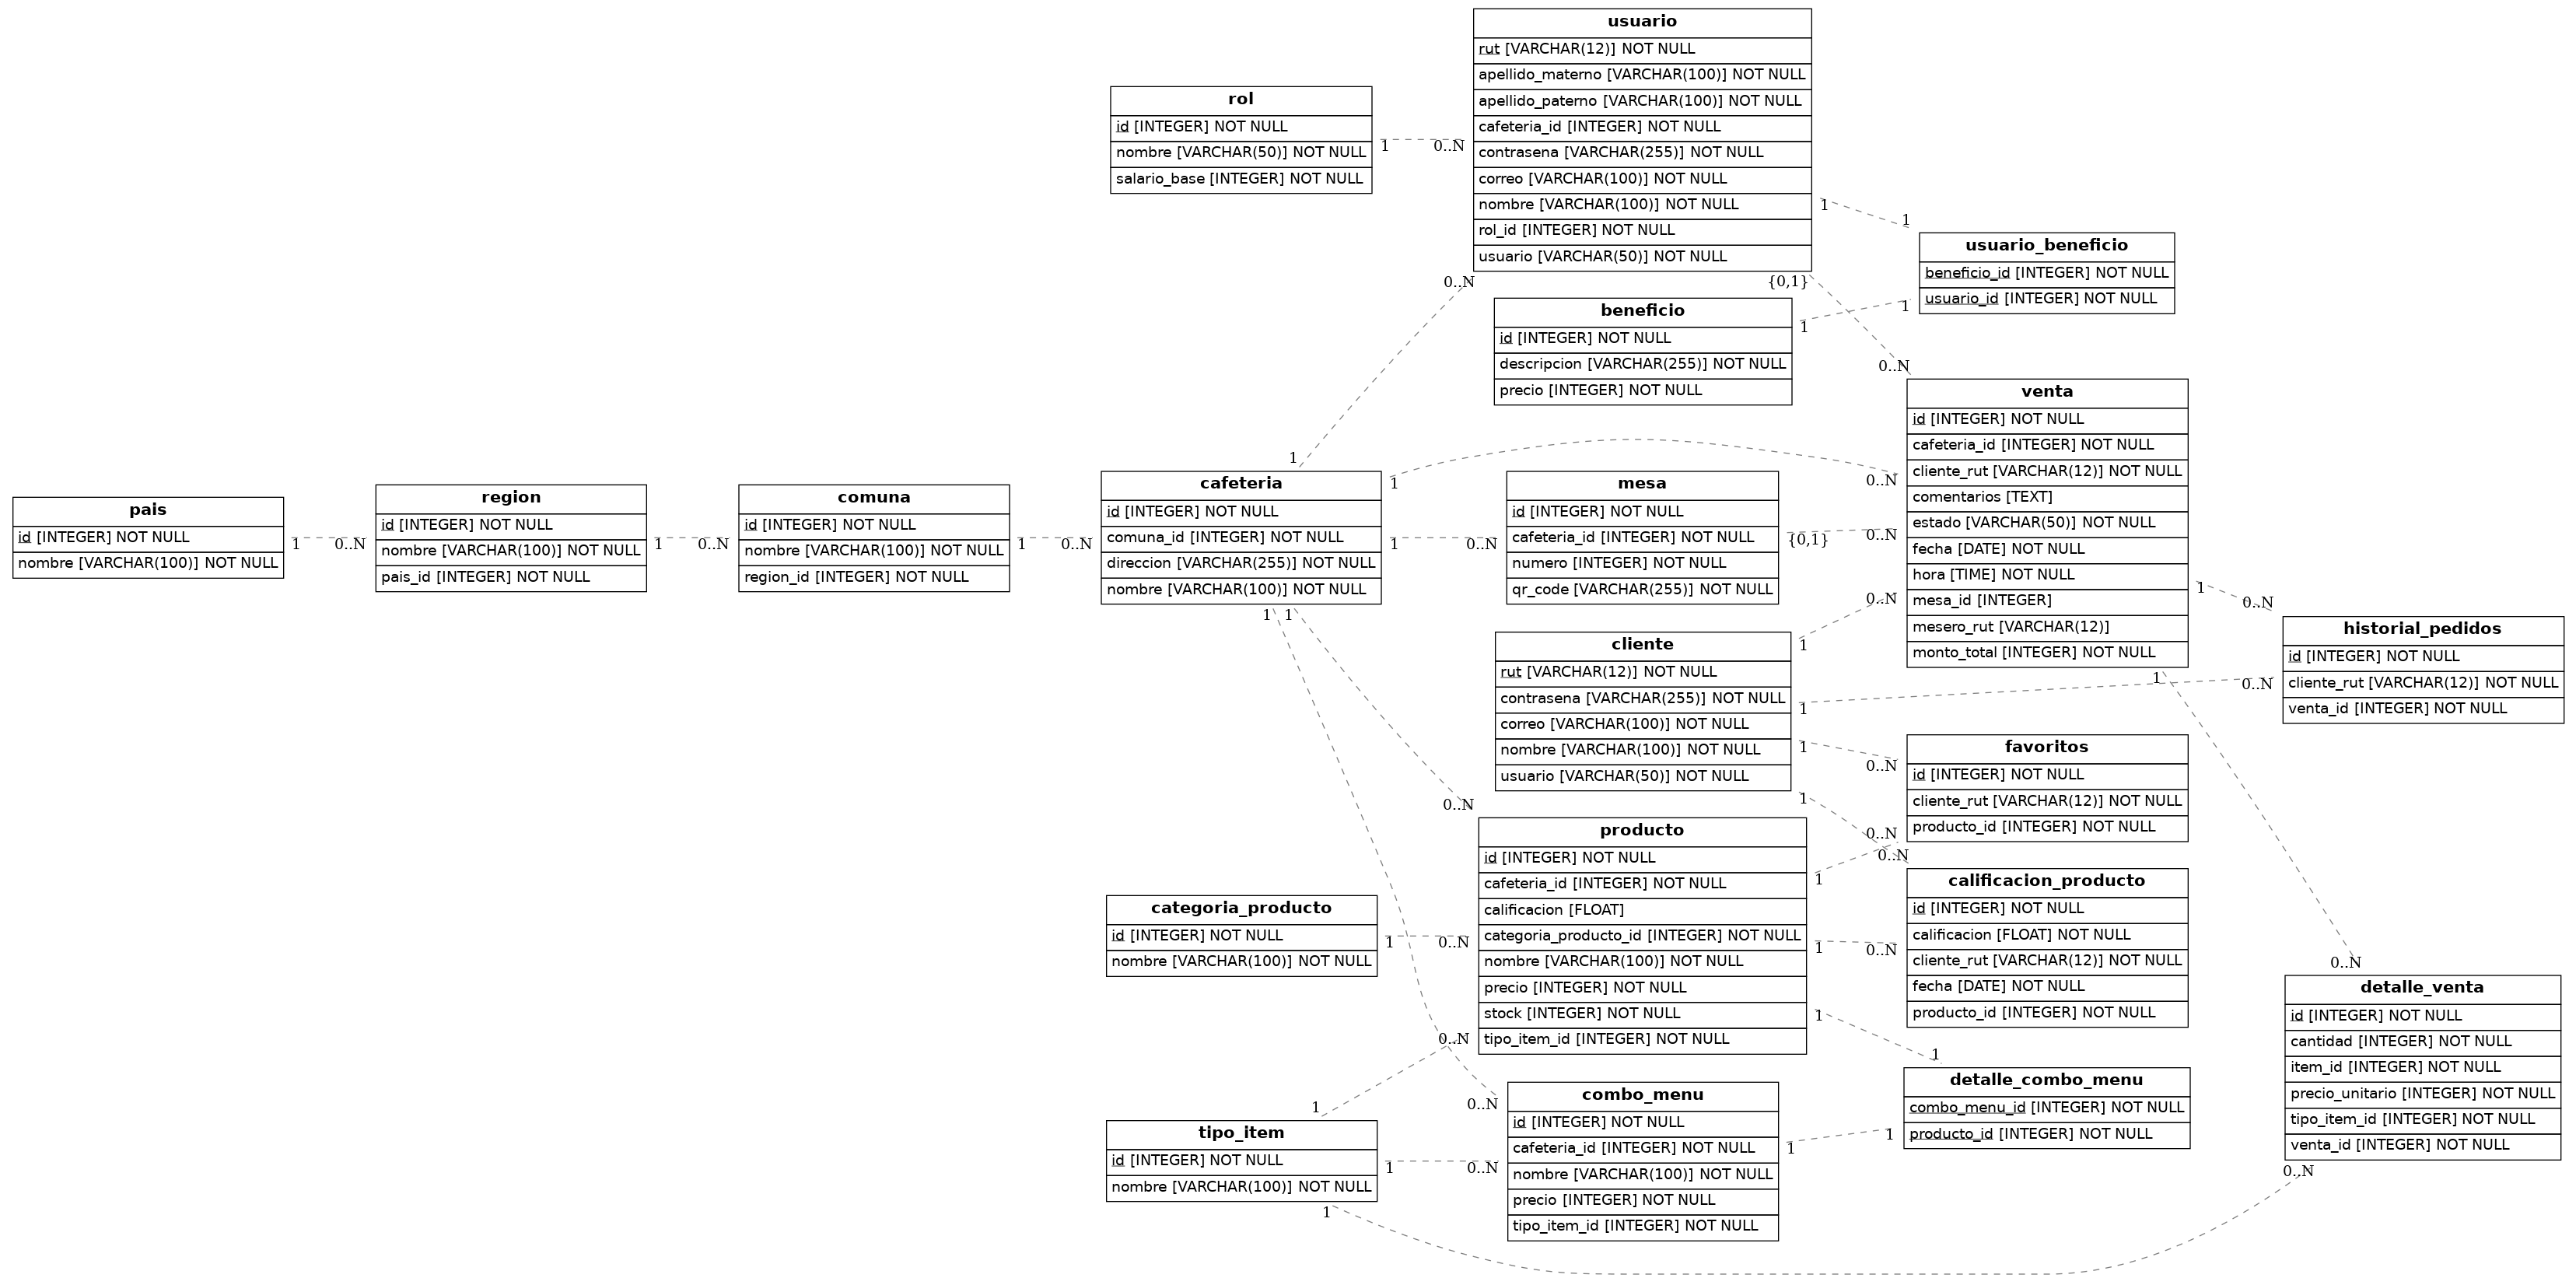 usuario
rut [VARCHAR(12)] NOT NULL
apellido_materno [VARCHAR(100)] NOT NULL
apellido_paterno [VARCHAR(100)] NOT NULL
cafeteria_id [INTEGER] NOT NULL
contrasena [VARCHAR(255)] NOT NULL
correo [VARCHAR(100)] NOT NULL
nombre [VARCHAR(100)] NOT NULL
rol_id [INTEGER] NOT NULL
usuario [VARCHAR(50)] NOT NULL
rol
id [INTEGER] NOT NULL
nombre [VARCHAR(50)] NOT NULL
salario_base [INTEGER] NOT NULL
1
0..N
1
1
usuario_beneficio
beneficio_id [INTEGER] NOT NULL
usuario_id [INTEGER] NOT NULL
0..N
{0,1}
beneficio
id [INTEGER] NOT NULL
descripcion [VARCHAR(255)] NOT NULL
precio [INTEGER] NOT NULL
1
1
0..N
venta
id [INTEGER] NOT NULL
cafeteria_id [INTEGER] NOT NULL
cliente_rut [VARCHAR(12)] NOT NULL
comentarios [TEXT]
estado [VARCHAR(50)] NOT NULL
fecha [DATE] NOT NULL
hora [TIME] NOT NULL
mesa_id [INTEGER]
mesero_rut [VARCHAR(12)]
monto_total [INTEGER] NOT NULL
pais
id [INTEGER] NOT NULL
nombre [VARCHAR(100)] NOT NULL
1
0..N
region
id [INTEGER] NOT NULL
nombre [VARCHAR(100)] NOT NULL
pais_id [INTEGER] NOT NULL
1
0..N
comuna
id [INTEGER] NOT NULL
nombre [VARCHAR(100)] NOT NULL
region_id [INTEGER] NOT NULL
1
0..N
1
cafeteria
id [INTEGER] NOT NULL
comuna_id [INTEGER] NOT NULL
direccion [VARCHAR(255)] NOT NULL
nombre [VARCHAR(100)] NOT NULL
1
0..N
1
0..N
mesa
id [INTEGER] NOT NULL
cafeteria_id [INTEGER] NOT NULL
numero [INTEGER] NOT NULL
qr_code [VARCHAR(255)] NOT NULL
{0,1}
0..N
1
1
cliente
rut [VARCHAR(12)] NOT NULL
contrasena [VARCHAR(255)] NOT NULL
correo [VARCHAR(100)] NOT NULL
nombre [VARCHAR(100)] NOT NULL
usuario [VARCHAR(50)] NOT NULL
1
0..N
1
0..N
historial_pedidos
id [INTEGER] NOT NULL
cliente_rut [VARCHAR(12)] NOT NULL
venta_id [INTEGER] NOT NULL
1
0..N
1
1
0..N
favoritos
id [INTEGER] NOT NULL
cliente_rut [VARCHAR(12)] NOT NULL
producto_id [INTEGER] NOT NULL
1
0..N
0..N
0..N
producto
id [INTEGER] NOT NULL
cafeteria_id [INTEGER] NOT NULL
calificacion [FLOAT]
categoria_producto_id [INTEGER] NOT NULL
nombre [VARCHAR(100)] NOT NULL
precio [INTEGER] NOT NULL
stock [INTEGER] NOT NULL
tipo_item_id [INTEGER] NOT NULL
1
calificacion_producto
id [INTEGER] NOT NULL
calificacion [FLOAT] NOT NULL
cliente_rut [VARCHAR(12)] NOT NULL
fecha [DATE] NOT NULL
producto_id [INTEGER] NOT NULL
categoria_producto
id [INTEGER] NOT NULL
nombre [VARCHAR(100)] NOT NULL
1
0..N
1
0..N
0..N
detalle_venta
id [INTEGER] NOT NULL
cantidad [INTEGER] NOT NULL
item_id [INTEGER] NOT NULL
precio_unitario [INTEGER] NOT NULL
tipo_item_id [INTEGER] NOT NULL
venta_id [INTEGER] NOT NULL
0..N
1
1
detalle_combo_menu
combo_menu_id [INTEGER] NOT NULL
producto_id [INTEGER] NOT NULL
0..N
1
0..N
combo_menu
id [INTEGER] NOT NULL
cafeteria_id [INTEGER] NOT NULL
nombre [VARCHAR(100)] NOT NULL
precio [INTEGER] NOT NULL
tipo_item_id [INTEGER] NOT NULL
1
1
tipo_item
id [INTEGER] NOT NULL
nombre [VARCHAR(100)] NOT NULL
1
0..N
1
0..N